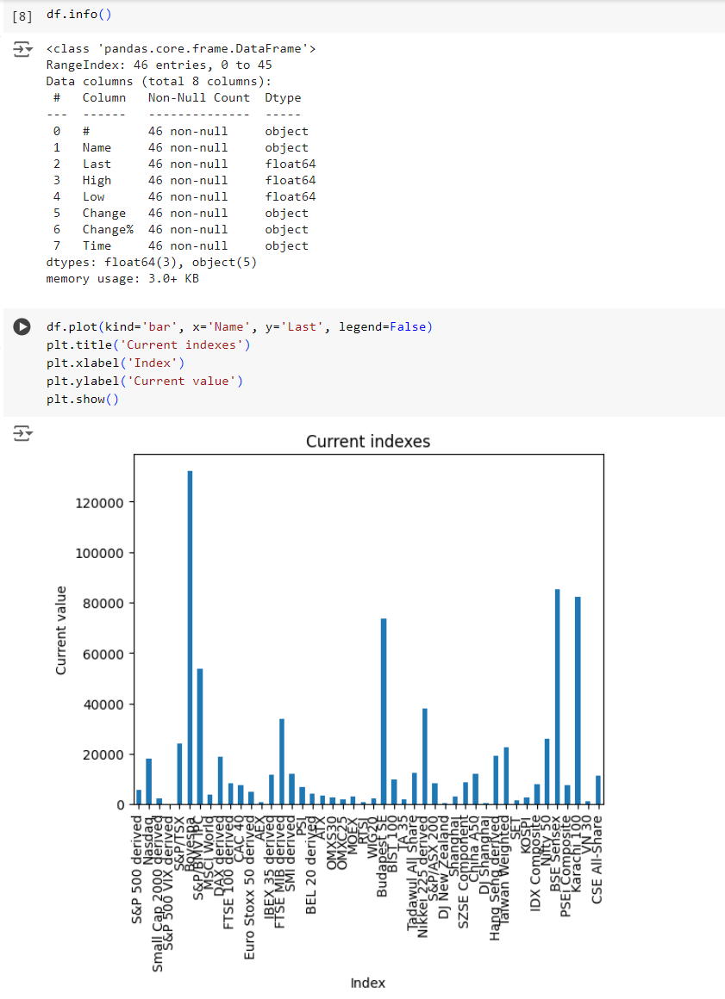 [8] df.info()
<class 'pandas.core.frame.DataFrame'>
RangeIndex: 46 entries, 0 to 45
Data columns (total 8 columns):
 #   Column   Non-Null Count  Dtype
---  ------   --------------  -----
 0   #        46 non-null     object
 1   Name     46 non-null     object
 2   Last     46 non-null     float64
 3   High     46 non-null     float64
 4   Low      46 non-null     float64
 5   Change   46 non-null     object
 6   Change%  46 non-null     object
 7   Time     46 non-null     object
dtypes: float64(3), object(5)
memory usage: 3.0+ KB
df.plot(kind='bar', x='Name', y='Last', legend=False)
plt.title('Current indexes')
plt.xlabel('Index')
plt.ylabel('Current value')
plt.show()
Current indexes
Current value
120000
100000
80000
60000
40000
20000
0
S&P 500 derived
Nasdaq
Small Cap 2000 derived
S&P 500 VIX derived
S&P/TSX
Bovespa
S&P/BMV IPC
MSCI World
DAX derived
FTSE 100 derived
CAC 40
Euro Stoxx 50 derived
AEX
IBEX 35 derived
FTSE MIB derived
SMI derived
PSI
BEL 20 derived
ATX
OMXS30
OMXC25
MOEX
RTSI
WIG20
Budapest SE
BIST 100
TA 35
Tadawul All Share
Nikkei 225 derived
S&P/ASX 200
DJ New Zealand
Shanghai
SZSE Component
China A50
DJ Shanghai
Hang Seng derived
Taiwan Weighted
SET
KOSPI
IDX Composite
Nifty 50
BSE Sensex
PSEi Composite
Karachi 100
VN 30
CSE All-Share
Index